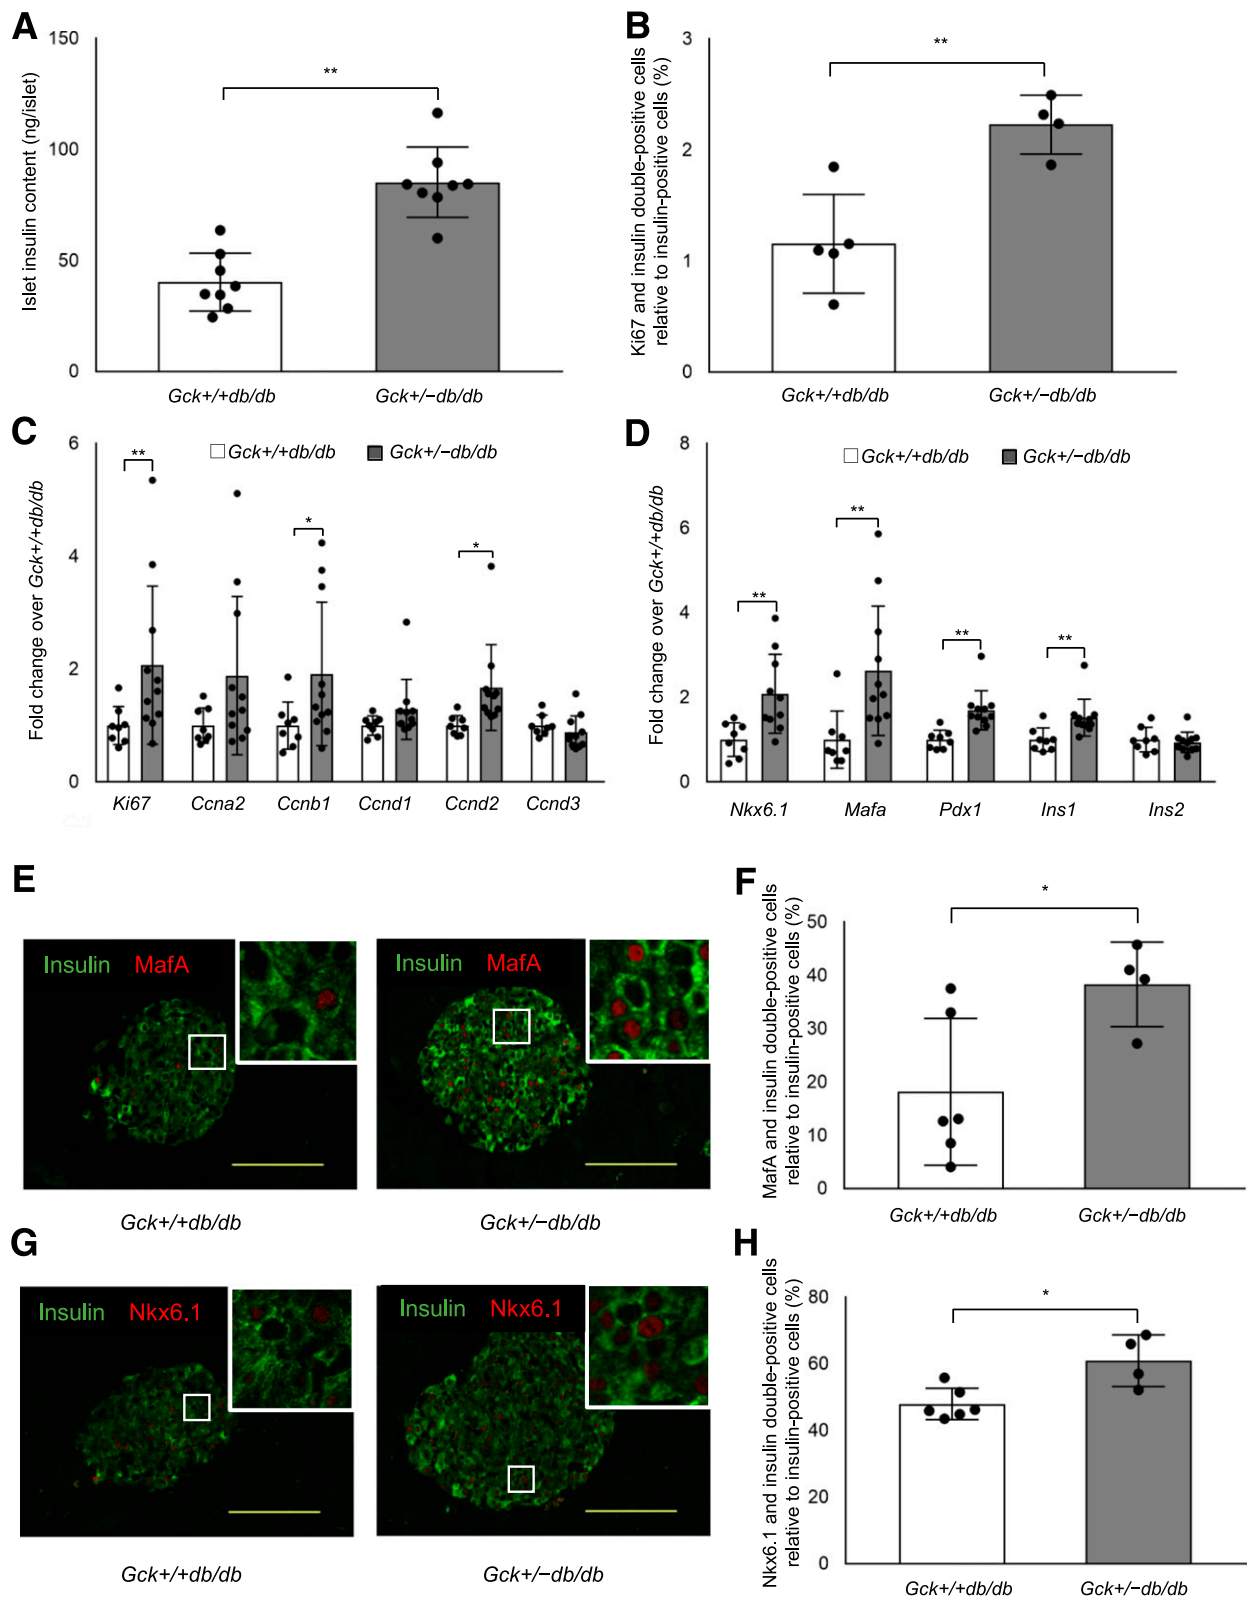 A
Islet insulin content (ng/islet)
150
100
50
0
**
Gck+/+db/db
Gck+/−db/db
B
Ki67 and insulin double-positive cells
relative to insulin-positive cells (%)
3
2
1
0
**
Gck+/+db/db
Gck+/−db/db
C
Fold change over Gck+/+db/db
6
4
2
0
Gck+/+db/db
Gck+/−db/db
**
*
*
Ki67
Ccna2
Ccnb1
Ccnd1
Ccnd2
Ccnd3
D
Fold change over Gck+/+db/db
8
6
4
2
0
Gck+/+db/db
Gck+/−db/db
**
**
**
**
Nkx6.1
Mafa
Pdx1
Ins1
Ins2
E
Insulin MafA
Insulin MafA
Gck+/+db/db
Gck+/−db/db
F
MafA and insulin double-positive cells
relative to insulin-positive cells (%)
50
40
30
20
10
0
*
Gck+/+db/db
Gck+/−db/db
G
Insulin Nkx6.1
Insulin Nkx6.1
Gck+/+db/db
Gck+/−db/db
H
Nkx6.1 and insulin double-positive cells
relative to insulin-positive cells (%)
80
60
40
20
0
*
Gck+/+db/db
Gck+/−db/db